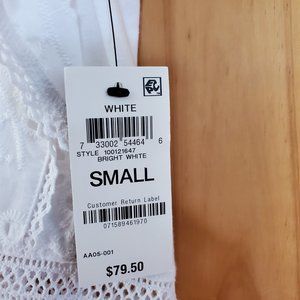 WHITE
7 33002 54464 6
STYLE 100121647
BRIGHT WHITE
SMALL
Customer Return Label
071589461970
AA05-001
$79.50